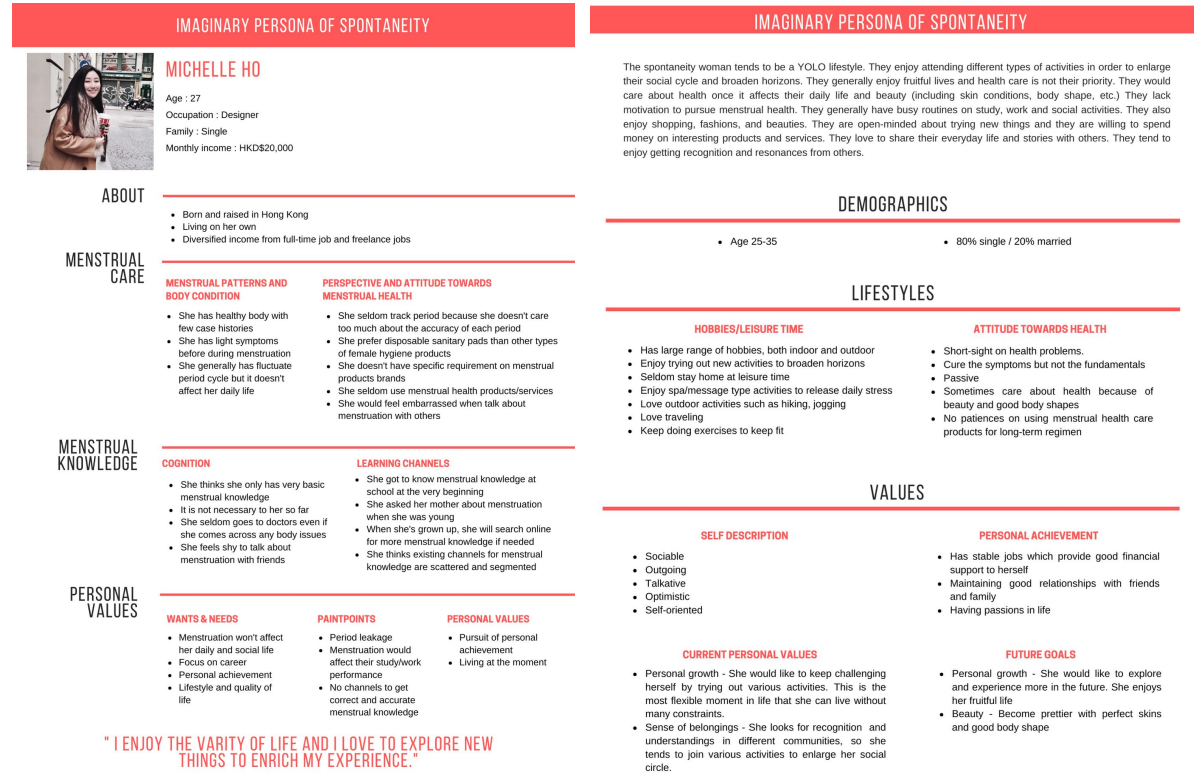 IMAGINARY PERSONA OF SPONTANEITY
MICHELLE HO
Age : 27
Occupation : Designer
Family : Single
Monthly income : HKD$20,000
ABOUT
• Born and raised in Hong Kong
• Living on her own
• Diversified income from full-time job and freelance jobs
MENSTRUAL
CARE
MENSTRUAL PATTERNS AND
BODY CONDITION
• She has healthy body with
few case histories
• She has light symptoms
before during menstruation
• She generally has fluctuate
period cycle but it doesn't
affect her daily life
PERSPECTIVE AND ATTITUDE TOWARDS
MENSTRUAL HEALTH
• She seldom track period because she doesn't care
too much about the accuracy of each period
• She prefer disposable sanitary pads than other types
of female hygiene products
• She doesn't have specific requirement on menstrual
products brands
• She seldom use menstrual health products/services
• She would feel embarrassed when talk about
menstruation with others
MENSTRUAL
KNOWLEDGE
COGNITION
• She thinks she only has very basic
menstrual knowledge
• It is not necessary to her so far
• She seldom goes to doctors even if
she comes across any body issues
• She feels shy to talk about
menstruation with friends
LEARNING CHANNELS
• She got to know menstrual knowledge at
school at the very beginning
• She asked her mother about menstruation
when she was young
• When she's grown up, she will search online
for more menstrual knowledge if needed
• She thinks existing channels for menstrual
knowledge are scattered and segmented
PERSONAL
VALUES
WANTS & NEEDS
• Menstruation won't affect
her daily and social life
• Focus on career
• Personal achievement
• Lifestyle and quality of
life
PAINTPOINTS
• Period leakage
• Menstruation would
affect their study/work
performance
• No channels to get
correct and accurate
menstrual knowledge
PERSONAL VALUES
• Pursuit of personal
achievement
• Living at the moment
" I ENJOY THE VARITY OF LIFE AND I LOVE TO EXPLORE NEW
THINGS TO ENRICH MY EXPERIENCE."
IMAGINARY PERSONA OF SPONTANEITY
The spontaneity woman tends to be a YOLO lifestyle. They enjoy attending different types of activities in order to enlarge
their social cycle and broaden horizons. They generally enjoy fruitful lives and health care is not their priority. They would
care about health once it affects their daily life and beauty (including skin conditions, body shape, etc.) They lack
motivation to pursue menstrual health. They generally have busy routines on study, work and social activities. They also
enjoy shopping, fashions, and beauties. They are open-minded about trying new things and they are willing to spend
money on interesting products and services. They love to share their everyday life and stories with others. They tend to
enjoy getting recognition and resonances from others.
DEMOGRAPHICS
• Age 25-35
• 80% single / 20% married
LIFESTYLES
HOBBIES/LEISURE TIME
• Has large range of hobbies, both indoor and outdoor
• Enjoy trying out new activities to broaden horizons
• Seldom stay home at leisure time
• Enjoy spa/message type activities to release daily stress
• Love outdoor activities such as hiking, jogging
• Love traveling
• Keep doing exercises to keep fit
ATTITUDE TOWARDS HEALTH
• Short-sight on health problems.
• Cure the symptoms but not the fundamentals
• Passive
• Sometimes care about health because of
beauty and good body shapes
• No patiences on using menstrual health care
products for long-term regimen
VALUES
SELF DESCRIPTION
• Sociable
• Outgoing
• Talkative
• Optimistic
• Self-oriented
PERSONAL ACHIEVEMENT
• Has stable jobs which provide good financial
support to herself
• Maintaining good relationships with friends
and family
• Having passions in life
CURRENT PERSONAL VALUES
• Personal growth - She would like to keep challenging
herself by trying out various activities. This is the
most flexible moment in life that she can live without
many constraints.
• Sense of belongings - She looks for recognition and
understandings in different communities, so she
tends to join various activities to enlarge her social
circle.
FUTURE GOALS
• Personal growth - She would like to explore
and experience more in the future. She enjoys
her fruitful life
• Beauty - Become prettier with perfect skins
and good body shape